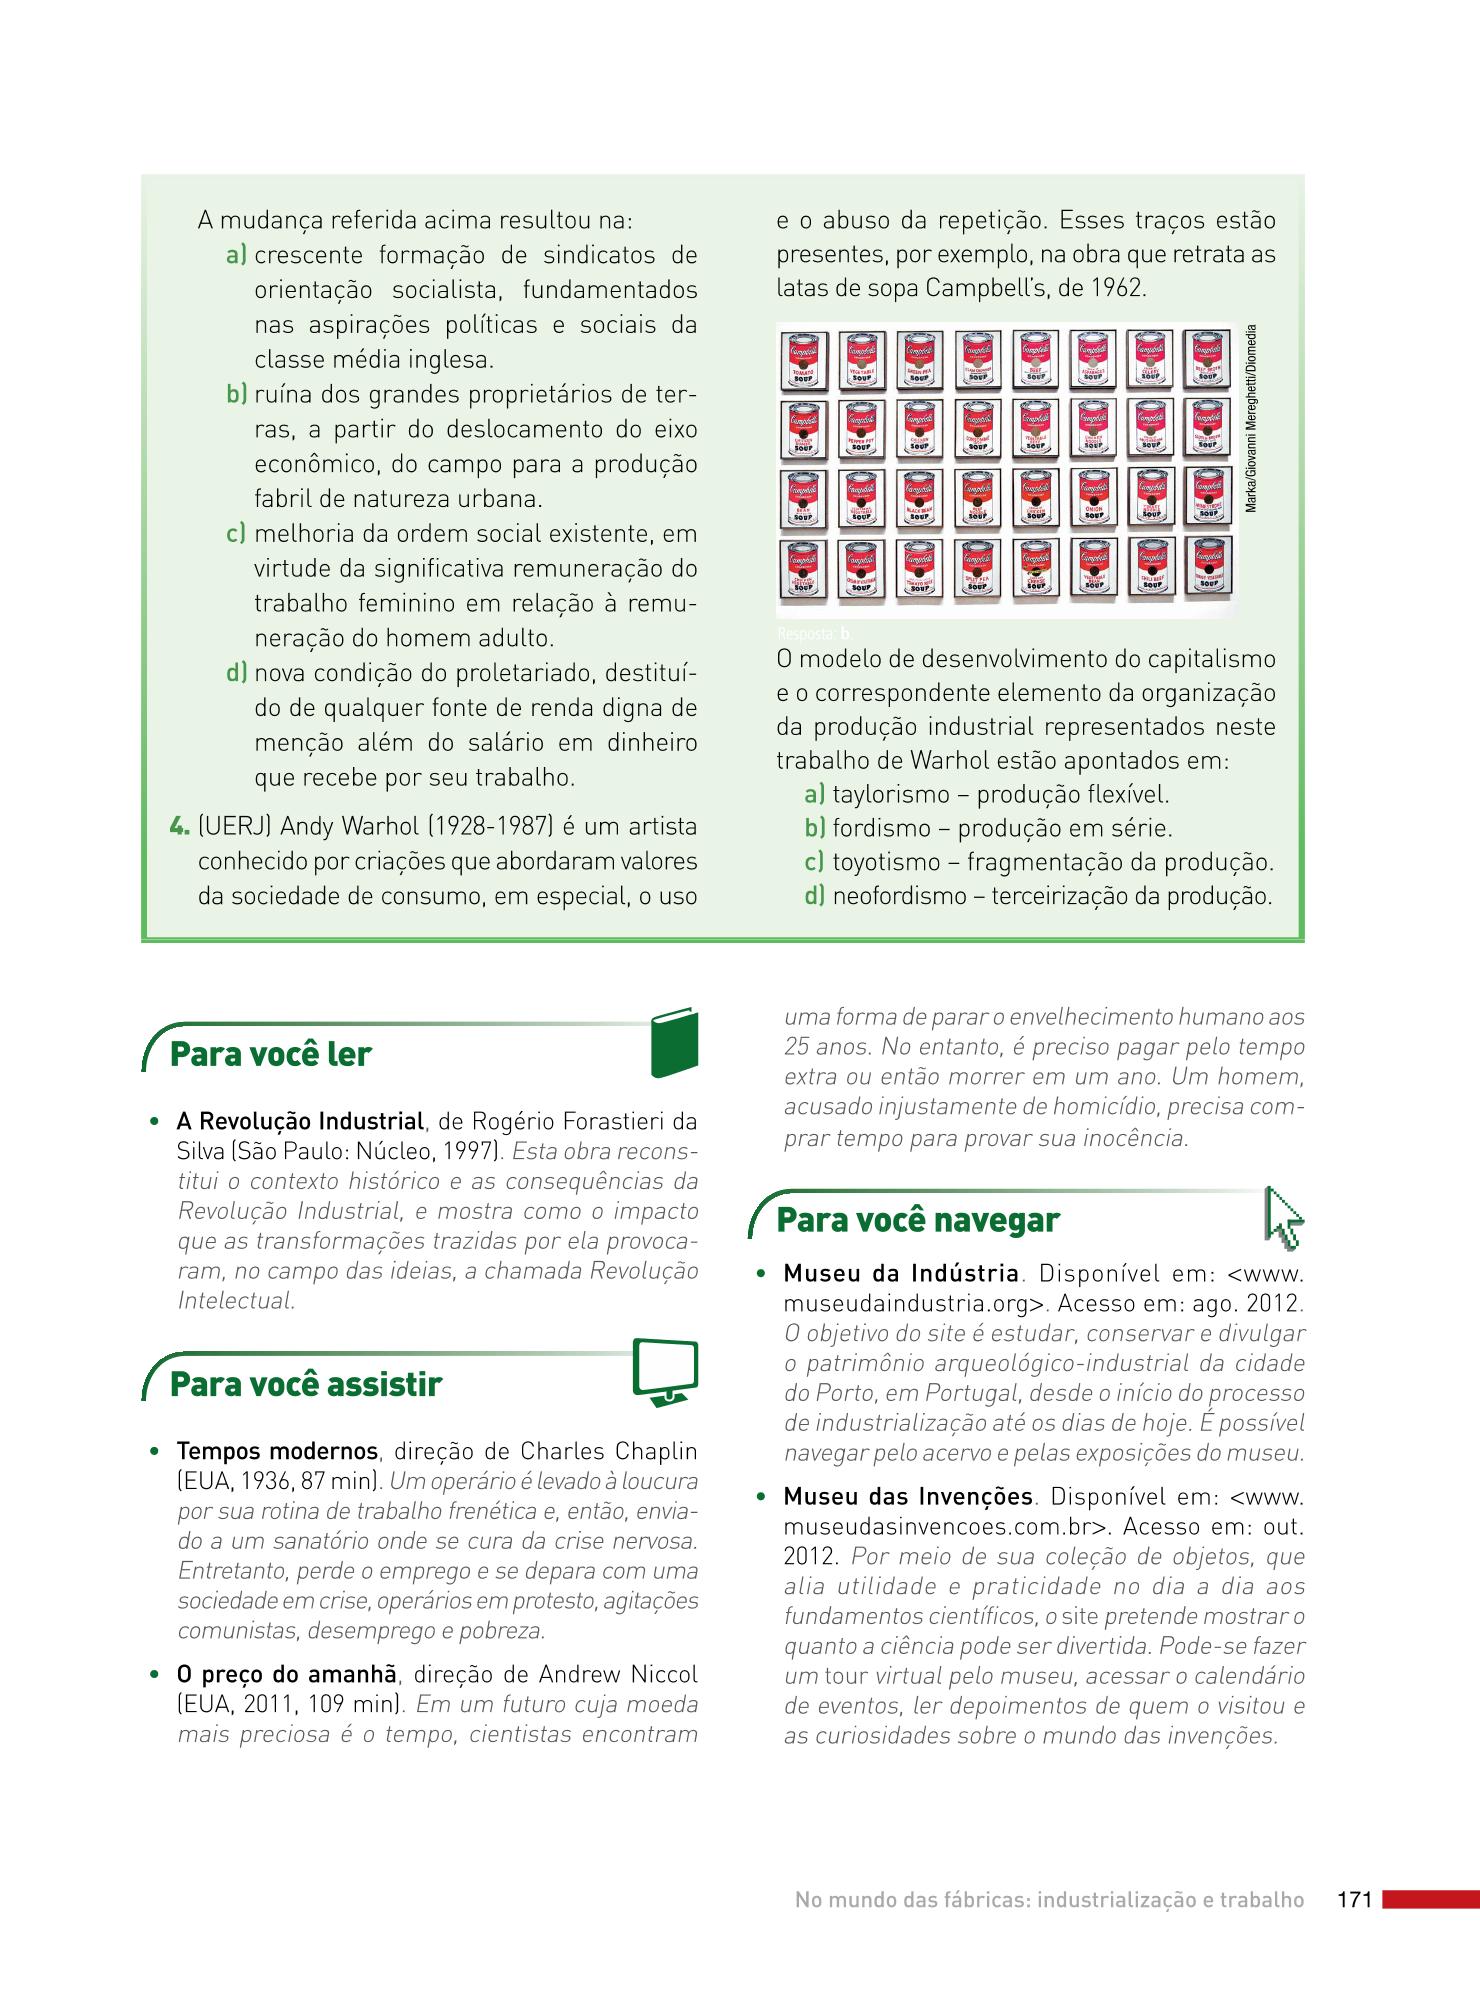 A mudança referida acima resultou na:
a) crescente formação de sindicatos de
orientação socialista, fundamentados
nas aspirações políticas e sociais da
classe média inglesa.
b) ruína dos grandes proprietários de ter-
ras, a partir do deslocamento do eixo
econômico, do campo para a produção
fabril de natureza urbana.
c) melhoria da ordem social existente, em
virtude da significativa remuneração do
trabalho feminino em relação à remu-
neração do homem adulto.
d) nova condição do proletariado, destituí-
do de qualquer fonte de renda digna de
menção além do salário em dinheiro
que recebe por seu trabalho.
4. (UERJ) Andy Warhol (1928-1987) é um artista
conhecido por criações que abordaram valores
da sociedade de consumo, em especial, o uso
e o abuso da repetição. Esses traços estão
presentes, por exemplo, na obra que retrata as
latas de sopa Campbell’s, de 1962.
Marka/Giovanni Mereghetti/Diomedia
Resposta: b.
O modelo de desenvolvimento do capitalismo
e o correspondente elemento da organização
da produção industrial representados neste
trabalho de Warhol estão apontados em:
a) taylorismo – produção flexível.
b) fordismo – produção em série.
c) toyotismo – fragmentação da produção.
d) neofordismo – terceirização da produção.
Para você ler
• A Revolução Industrial, de Rogério Forastieri da
Silva (São Paulo: Núcleo, 1997). Esta obra recons-
titui o contexto histórico e as consequências da
Revolução Industrial, e mostra como o impacto
que as transformações trazidas por ela provoca-
ram, no campo das ideias, a chamada Revolução
Intelectual.
Para você assistir
• Tempos modernos, direção de Charles Chaplin
(EUA, 1936, 87 min). Um operário é levado à loucura
por sua rotina de trabalho frenética e, então, envia-
do a um sanatório onde se cura da crise nervosa.
Entretanto, perde o emprego e se depara com uma
sociedade em crise, operários em protesto, agitações
comunistas, desemprego e pobreza.
• O preço do amanhã, direção de Andrew Niccol
(EUA, 2011, 109 min). Em um futuro cuja moeda
mais preciosa é o tempo, cientistas encontram
uma forma de parar o envelhecimento humano aos
25 anos. No entanto, é preciso pagar pelo tempo
extra ou então morrer em um ano. Um homem,
acusado injustamente de homicídio, precisa com-
prar tempo para provar sua inocência.
Para você navegar
• Museu da Indústria. Disponível em: <www.
museudaindustria.org>. Acesso em: ago. 2012.
O objetivo do site é estudar, conservar e divulgar
o patrimônio arqueológico-industrial da cidade
do Porto, em Portugal, desde o início do processo
de industrialização até os dias de hoje. É possível
navegar pelo acervo e pelas exposições do museu.
• Museu das Invenções. Disponível em: <www.
museudasinvencoes.com.br>. Acesso em: out.
2012. Por meio de sua coleção de objetos, que
alia utilidade e praticidade no dia a dia aos
fundamentos científicos, o site pretende mostrar o
quanto a ciência pode ser divertida. Pode-se fazer
um tour virtual pelo museu, acessar o calendário
de eventos, ler depoimentos de quem o visitou e
as curiosidades sobre o mundo das invenções.
No mundo das fábricas: industrialização e trabalho 171